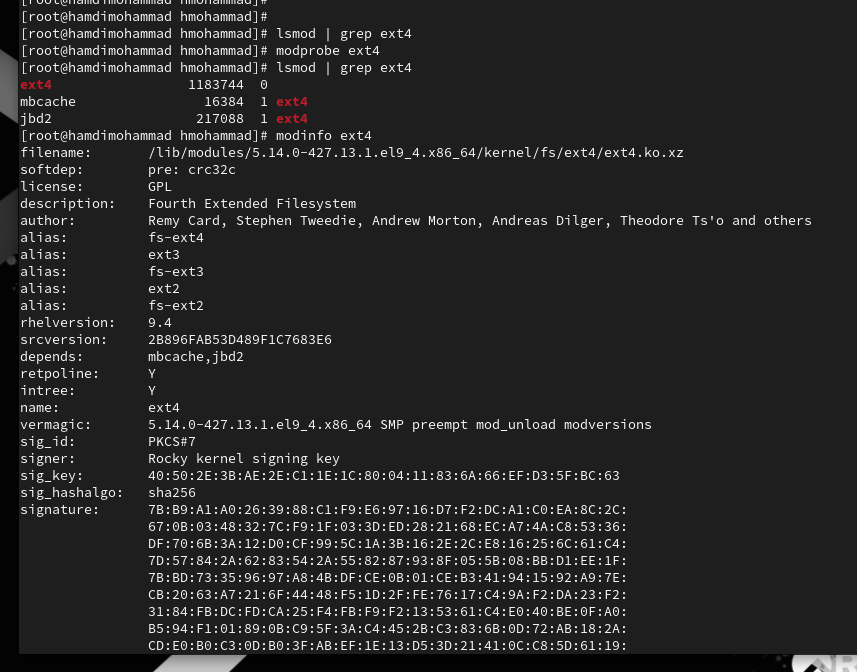 [root@hamdimohammad hmohammad]#
[root@hamdimohammad hmohammad]#
[root@hamdimohammad hmohammad]# lsmod | grep ext4
[root@hamdimohammad hmohammad]# modprobe ext4
[root@hamdimohammad hmohammad]# lsmod | grep ext4
ext4                 1183744  0
mbcache                16384  1 ext4
jbd2                  217088  1 ext4
[root@hamdimohammad hmohammad]# modinfo ext4
filename:       /lib/modules/5.14.0-427.13.1.el9_4.x86_64/kernel/fs/ext4/ext4.ko.xz
softdep:        pre: crc32c
license:        GPL
description:    Fourth Extended Filesystem
author:         Remy Card, Stephen Tweedie, Andrew Morton, Andreas Dilger, Theodore Ts'o and others
alias:          fs-ext4
alias:          ext3
alias:          fs-ext3
alias:          ext2
alias:          fs-ext2
rhelversion:    9.4
srcversion:     2B896FAB53D489F1C7683E6
depends:        mbcache,jbd2
retpoline:      Y
intree:         Y
name:           ext4
vermagic:       5.14.0-427.13.1.el9_4.x86_64 SMP preempt mod_unload modversions
sig_id:         PKCS#7
signer:         Rocky kernel signing key
sig_key:        40:50:2E:3B:AE:2E:C1:1E:1C:80:04:11:83:6A:66:EF:D3:5F:BC:63
sig_hashalgo:   sha256
signature:      7B:B9:A1:A0:26:39:88:C1:F9:E6:97:16:D7:F2:DC:A1:C0:EA:8C:2C:
                67:0B:03:48:32:7C:F9:1F:03:3D:ED:28:21:68:EC:A7:4A:C8:53:36:
                DF:70:6B:3A:12:D0:CF:99:5C:1A:3B:16:2E:2C:E8:16:25:6C:61:C4:
                7D:57:84:2A:62:83:54:2A:55:82:87:93:8F:05:5B:08:BB:D1:EE:1F:
                7B:BD:73:35:96:97:A8:4B:DF:CE:0B:01:CE:B3:41:94:15:92:A9:7E:
                CB:20:63:A7:21:6F:44:48:F5:1D:2F:FE:76:17:C4:9A:F2:DA:23:F2:
                31:84:FB:DC:FD:CA:25:F4:FB:F9:F2:13:53:61:C4:E0:40:BE:0F:A0:
                B5:94:F1:01:89:0B:C9:5F:3A:C4:45:2B:C3:83:6B:0D:72:AB:18:2A:
                CD:E0:B0:C3:0D:B0:3F:AB:EF:1E:13:D5:3D:21:41:0C:C8:5D:61:19: